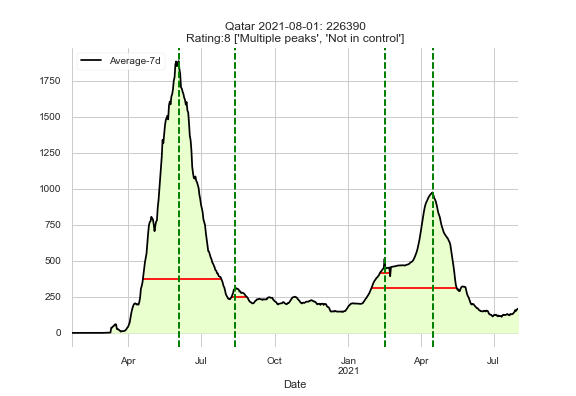 Qatar 2021-08-01: 226390
Rating:8 ['Multiple peaks', 'Not in control']
Average-7d
1750
1500
1250
1000
750
500
250
0
Apr Jul Oct Jan Apr Jul
2021
Date